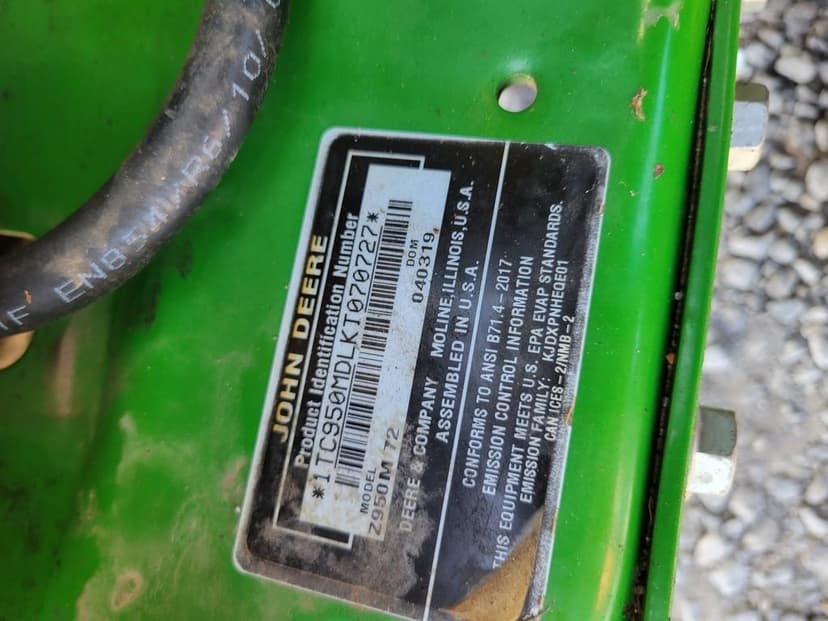 JOHN DEERE
Product Identification Number
*1TC950MDLKT070727*
MODEL DOM
Z950M 72 040319
DEERE & COMPANY MOLINE, ILLINOIS, U.S.A.
ASSEMBLED IN U.S.A.
CONFORMS TO ANSI B71.4-2017
EMISSION CONTROL INFORMATION
THIS EQUIPMENT MEETS U.S. EPA EVAP STANDARDS.
EMISSION FAMILY: KJDXPNHEQE01
CAN ICES-2/NMB-2